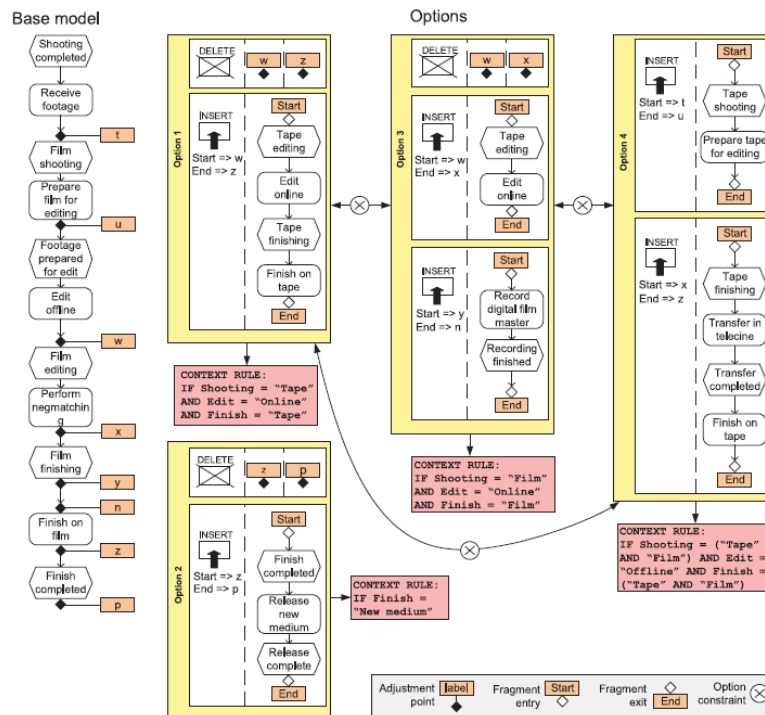 Base model
Shooting
completed
Receive
footage
t
Film
shooting
Prepare
film for
editing
u
Footage
prepared
for edit
Edit
offline
w
Film
editing
Perform
negmatchin
g
x
Film
finishing
y
n
Finish on
film
z
Finish
completed
p
Options
Option 1
DELETE
w
z
INSERT
Start => w
End => z
Start
Tape
editing
Edit
online
Tape
finishing
Finish on
tape
End
CONTEXT RULE:
IF Shooting = “Tape”
AND Edit = “Online”
AND Finish = “Tape”
Option 2
DELETE
z
p
INSERT
Start => z
End => p
Start
Finish
completed
Release
new
medium
Release
complete
End
CONTEXT RULE:
IF Finish =
“New medium”
Option 3
DELETE
w
x
INSERT
Start => w
End => x
Start
Tape
editing
Edit
online
End
INSERT
Start => y
End => n
Start
Record
digital film
master
Recording
finished
End
CONTEXT RULE:
IF Shooting = “Film”
AND Edit = “Online”
AND Finish = “Film”
Option 4
INSERT
Start => t
End => u
Start
Tape
shooting
Prepare tape
for editing
End
INSERT
Start => x
End => z
Start
Tape
finishing
Transfer in
telecine
Transfer
completed
Finish on
tape
End
CONTEXT RULE:
IF Shooting = (“Tape”
AND “Film”) AND Edit =
“Offline” AND Finish =
(“Tape” AND “Film”)
Adjustment
point
label
Fragment
entry
Start
Fragment
exit
End
Option
constraint